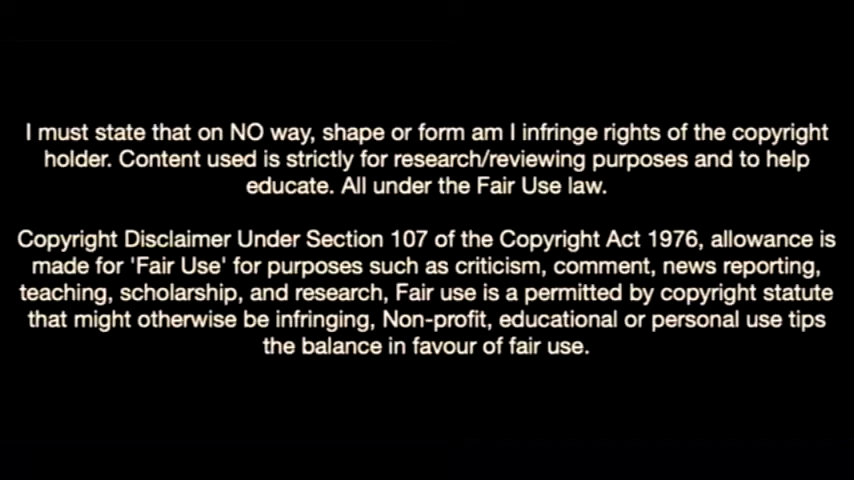 I must state that on NO way, shape or form am I infringe rights of the copyright
holder. Content used is strictly for research/reviewing purposes and to help
educate. All under the Fair Use law.
Copyright Disclaimer Under Section 107 of the Copyright Act 1976, allowance is
made for 'Fair Use' for purposes such as criticism, comment, news reporting,
teaching, scholarship, and research, Fair use is a permitted by copyright statute
that might otherwise be infringing, Non-profit, educational or personal use tips
the balance in favour of fair use.